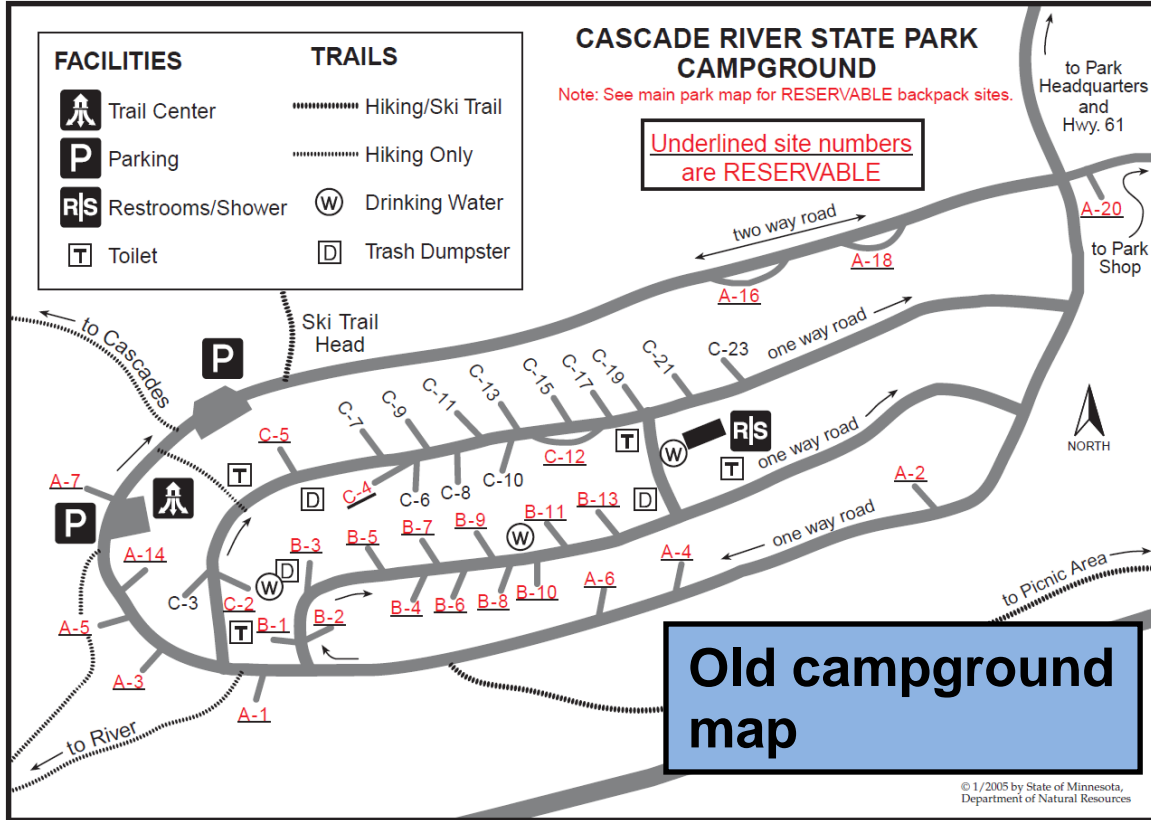 CASCADE RIVER STATE PARK
CAMPGROUND
Note: See main park map for RESERVABLE backpack sites.
Underlined site numbers
are RESERVABLE
FACILITIES
Trail Center
P Parking
R|S Restrooms/Shower
T Toilet
TRAILS
Hiking/Ski Trail
Hiking Only
W Drinking Water
D Trash Dumpster
to Park
Headquarters
and
Hwy. 61
A-20
to Park
Shop
two way road
A-18
A-16
to Cascades
Ski Trail
Head
P
one way road
C-23
C-21
C-19
C-17
C-15
C-13
C-11
C-9
C-7
C-5
T
D
C-4
C-6
C-8
C-10
C-12
T
W
R|S
T
NORTH
one way road
A-7
P
A-14
B-3
B-5
B-7
B-9
W
B-11
B-13
D
A-2
one way road
C-3
C-2
W
D
A-5
T
B-1
B-2
B-4
B-6
B-8
B-10
A-6
A-4
to Picnic Area
A-3
A-1
to River
Old campground
map
© 1/2005 by State of Minnesota,
Department of Natural Resources